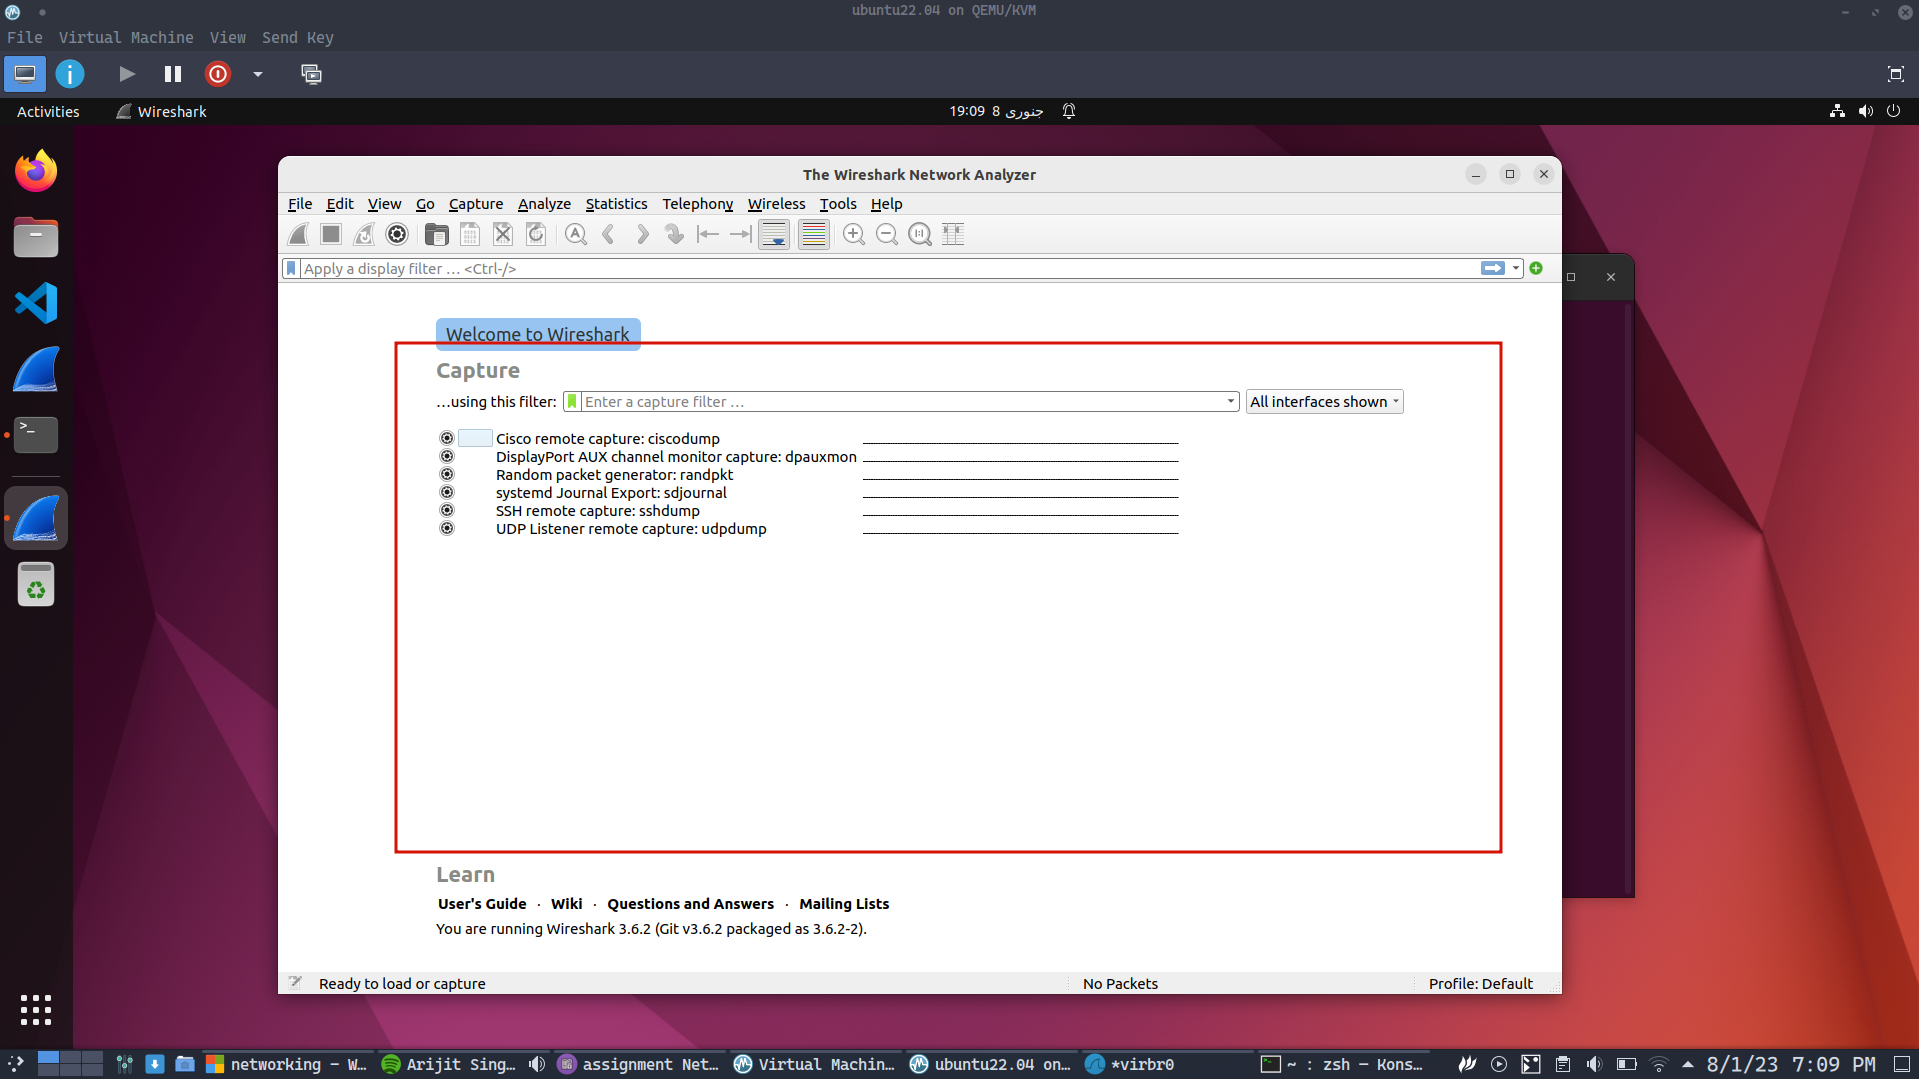 ubuntu22.04 on QEMU/KVM
File Virtual Machine View Send Key
Activities Wireshark 19:09 8 جنوری
The Wireshark Network Analyzer
File Edit View Go Capture Analyze Statistics Telephony Wireless Tools Help
Apply a display filter … <Ctrl-/>
Welcome to Wireshark
Capture
…using this filter: Enter a capture filter … All interfaces shown
Cisco remote capture: ciscodump
DisplayPort AUX channel monitor capture: dpauxmon
Random packet generator: randpkt
systemd Journal Export: sdjournal
SSH remote capture: sshdump
UDP Listener remote capture: udpdump
Learn
User's Guide · Wiki · Questions and Answers · Mailing Lists
You are running Wireshark 3.6.2 (Git v3.6.2 packaged as 3.6.2-2).
Ready to load or capture No Packets Profile: Default
networking — W… Arijit Sing… assignment Net… Virtual Machin… ubuntu22.04 on… *virbr0 ~ : zsh — Kons… 8/1/23 7:09 PM